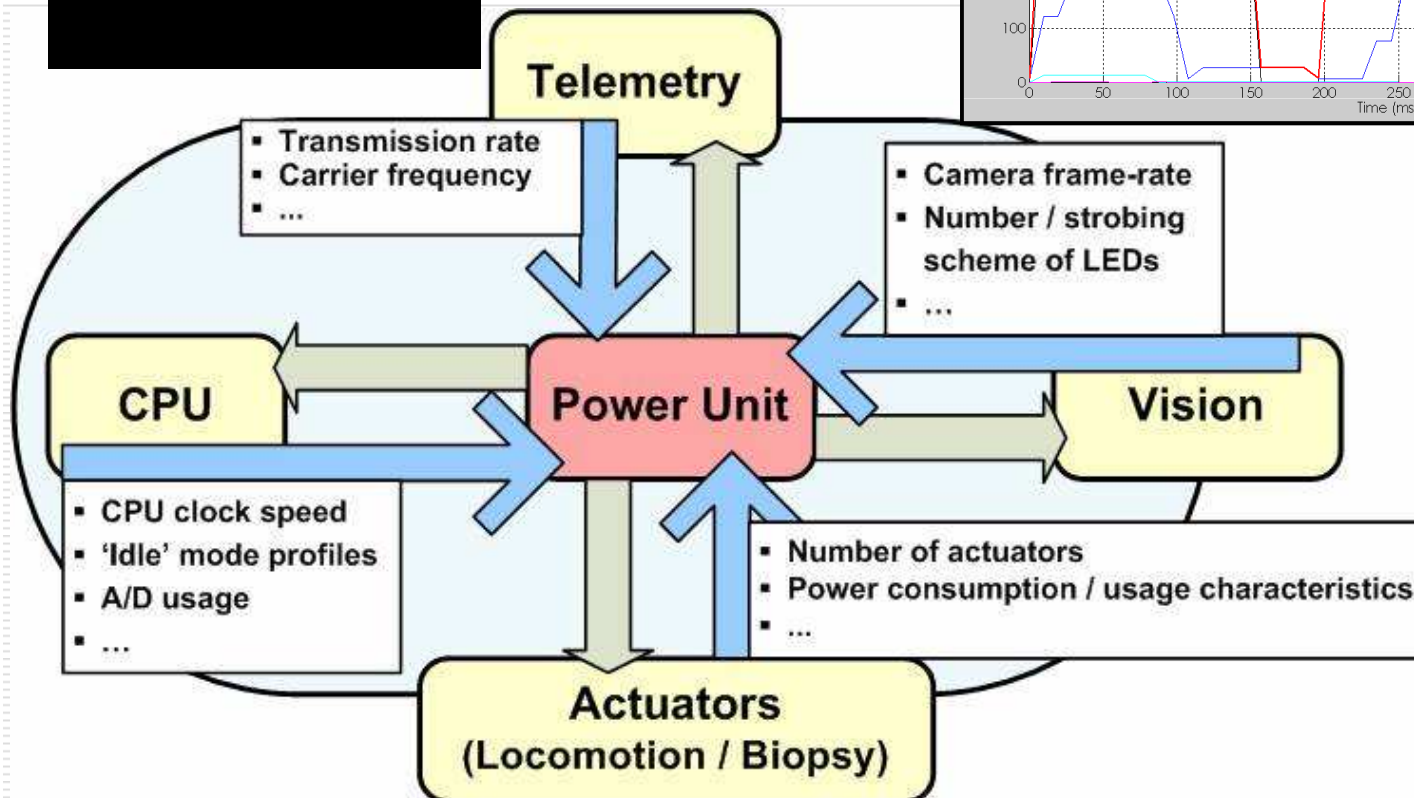 100
0
0
50
100
150
200
250
Time (ms
Telemetry
▪ Transmission rate
▪ Carrier frequency
▪ ...
▪ Camera frame-rate
▪ Number / strobing
scheme of LEDs
▪ ...
CPU
Power Unit
Vision
▪ CPU clock speed
▪ ‘Idle’ mode profiles
▪ A/D usage
▪ ...
▪ Number of actuators
▪ Power consumption / usage characteristics
▪ ...
Actuators
(Locomotion / Biopsy)